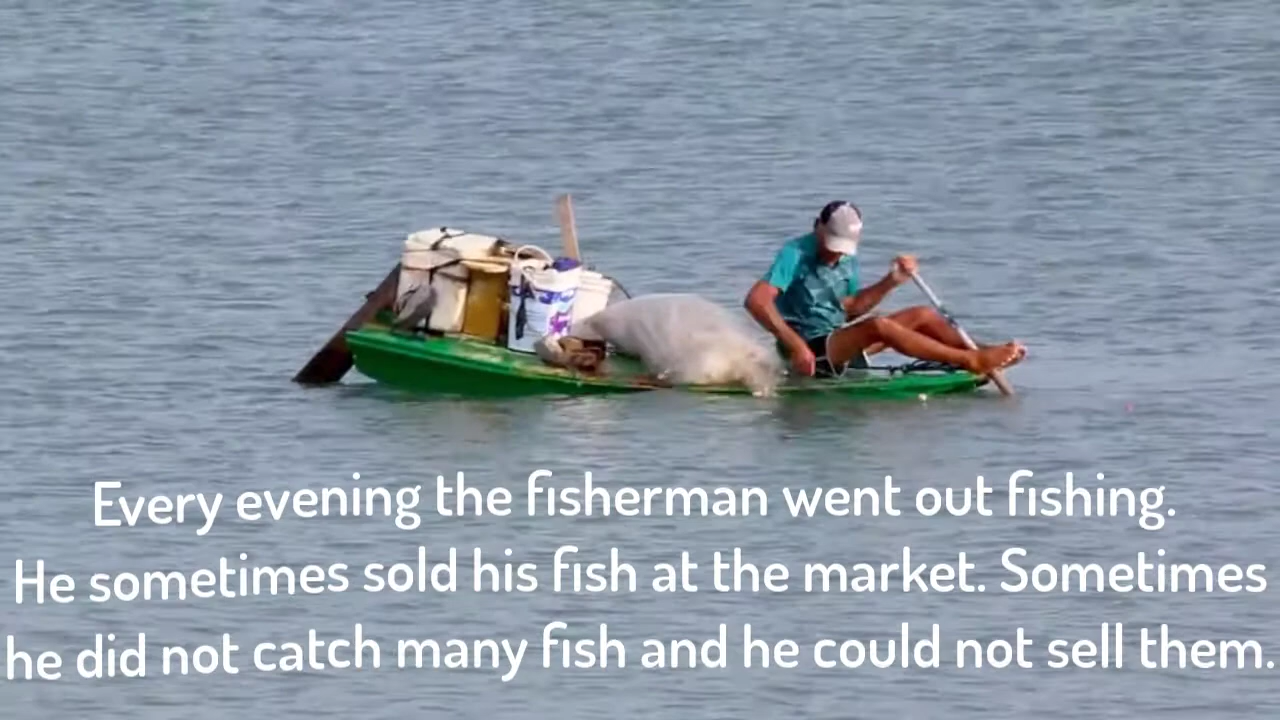 Every evening the fisherman went out fishing.
He sometimes sold his fish at the market. Sometimes
he did not catch many fish and he could not sell them.